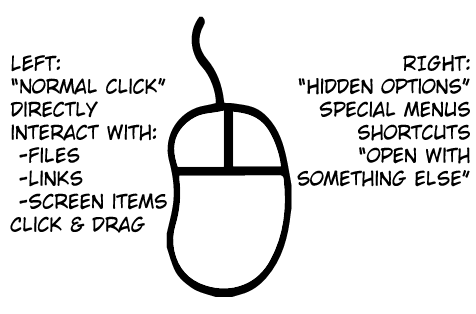 LEFT:
"NORMAL CLICK"
DIRECTLY
INTERACT WITH:
-FILES
-LINKS
-SCREEN ITEMS
CLICK & DRAG
RIGHT:
"HIDDEN OPTIONS"
SPECIAL MENUS
SHORTCUTS
"OPEN WITH
SOMETHING ELSE"